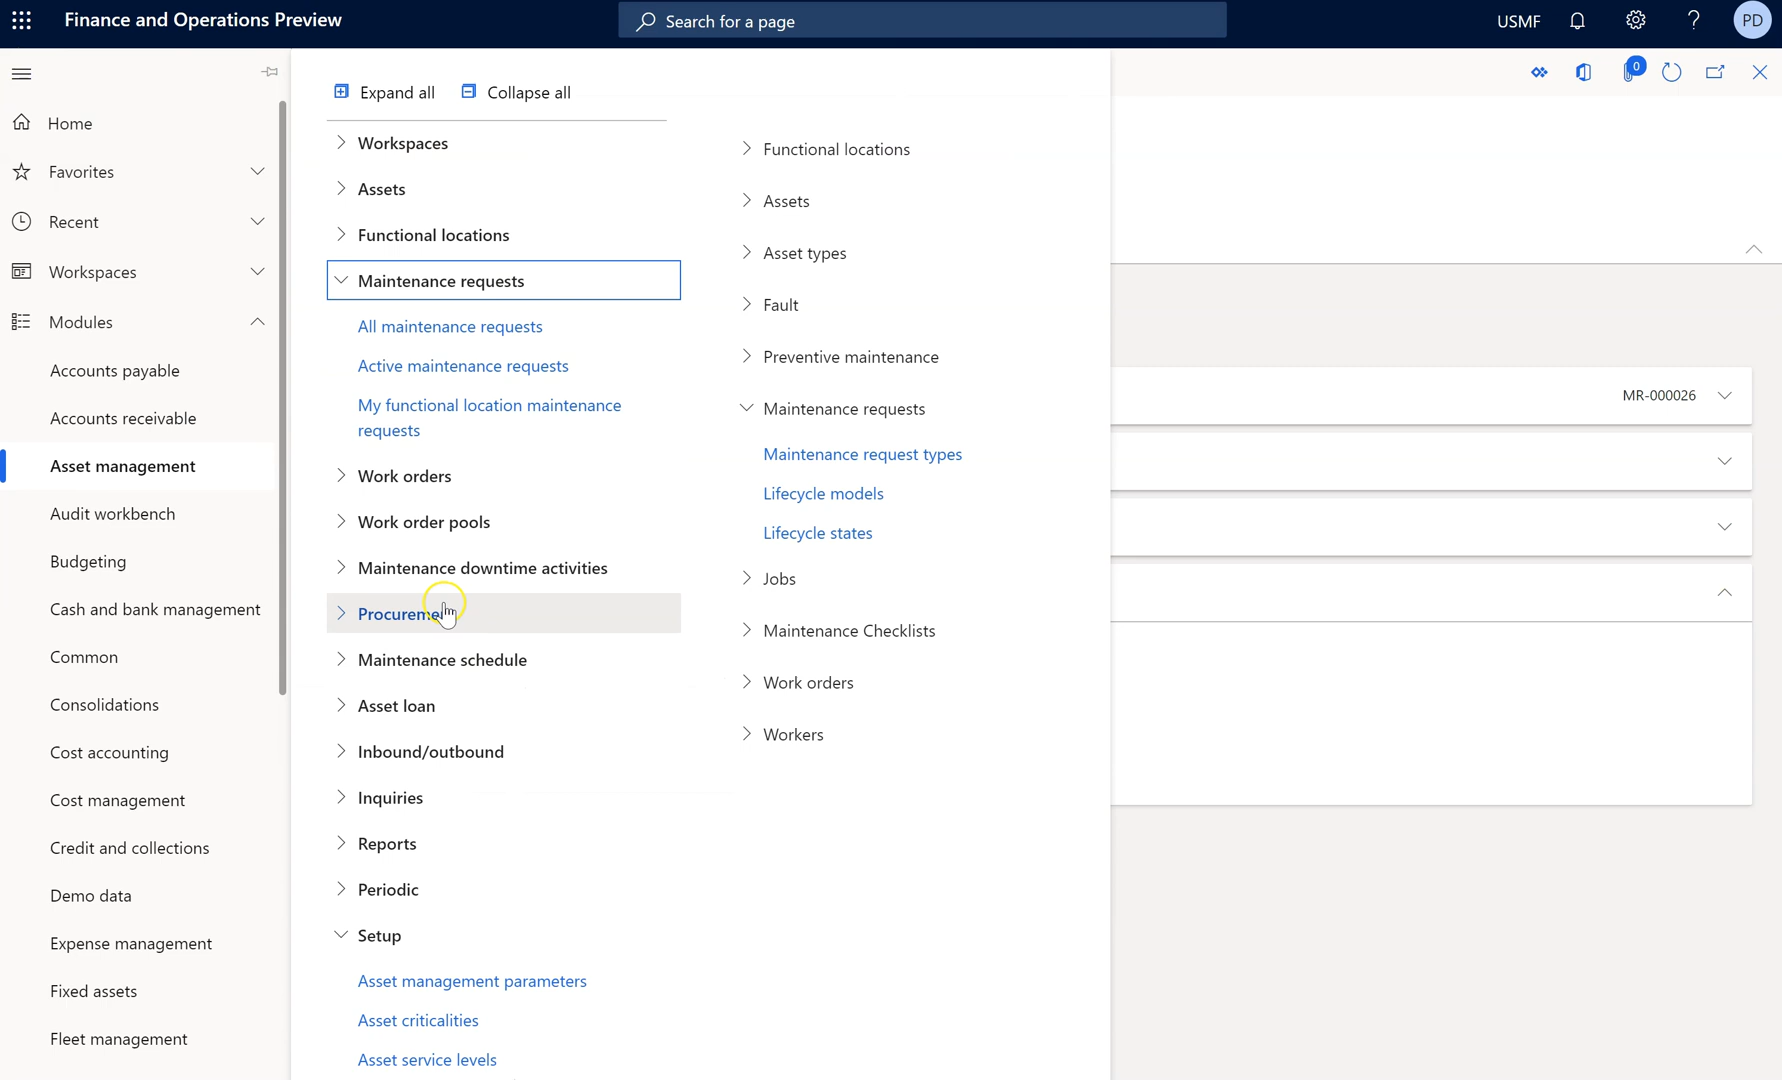 Finance and Operations Preview
Search for a page
USMF
PD
0
Expand all
Collapse all
Home
Favorites
Recent
Workspaces
Modules
Accounts payable
Accounts receivable
Asset management
Audit workbench
Budgeting
Cash and bank management
Common
Consolidations
Cost accounting
Cost management
Credit and collections
Demo data
Expense management
Fixed assets
Fleet management
Workspaces
Assets
Functional locations
Maintenance requests
All maintenance requests
Active maintenance requests
My functional location maintenance
requests
Work orders
Work order pools
Maintenance downtime activities
Maintenance schedule
Asset loan
Inbound/outbound
Inquiries
Reports
Periodic
Setup
Asset management parameters
Asset criticalities
Asset service levels
Functional locations
Assets
Asset types
Fault
Preventive maintenance
Maintenance requests
Maintenance request types
Lifecycle models
Lifecycle states
Jobs
Maintenance Checklists
Work orders
Workers
MR-000026